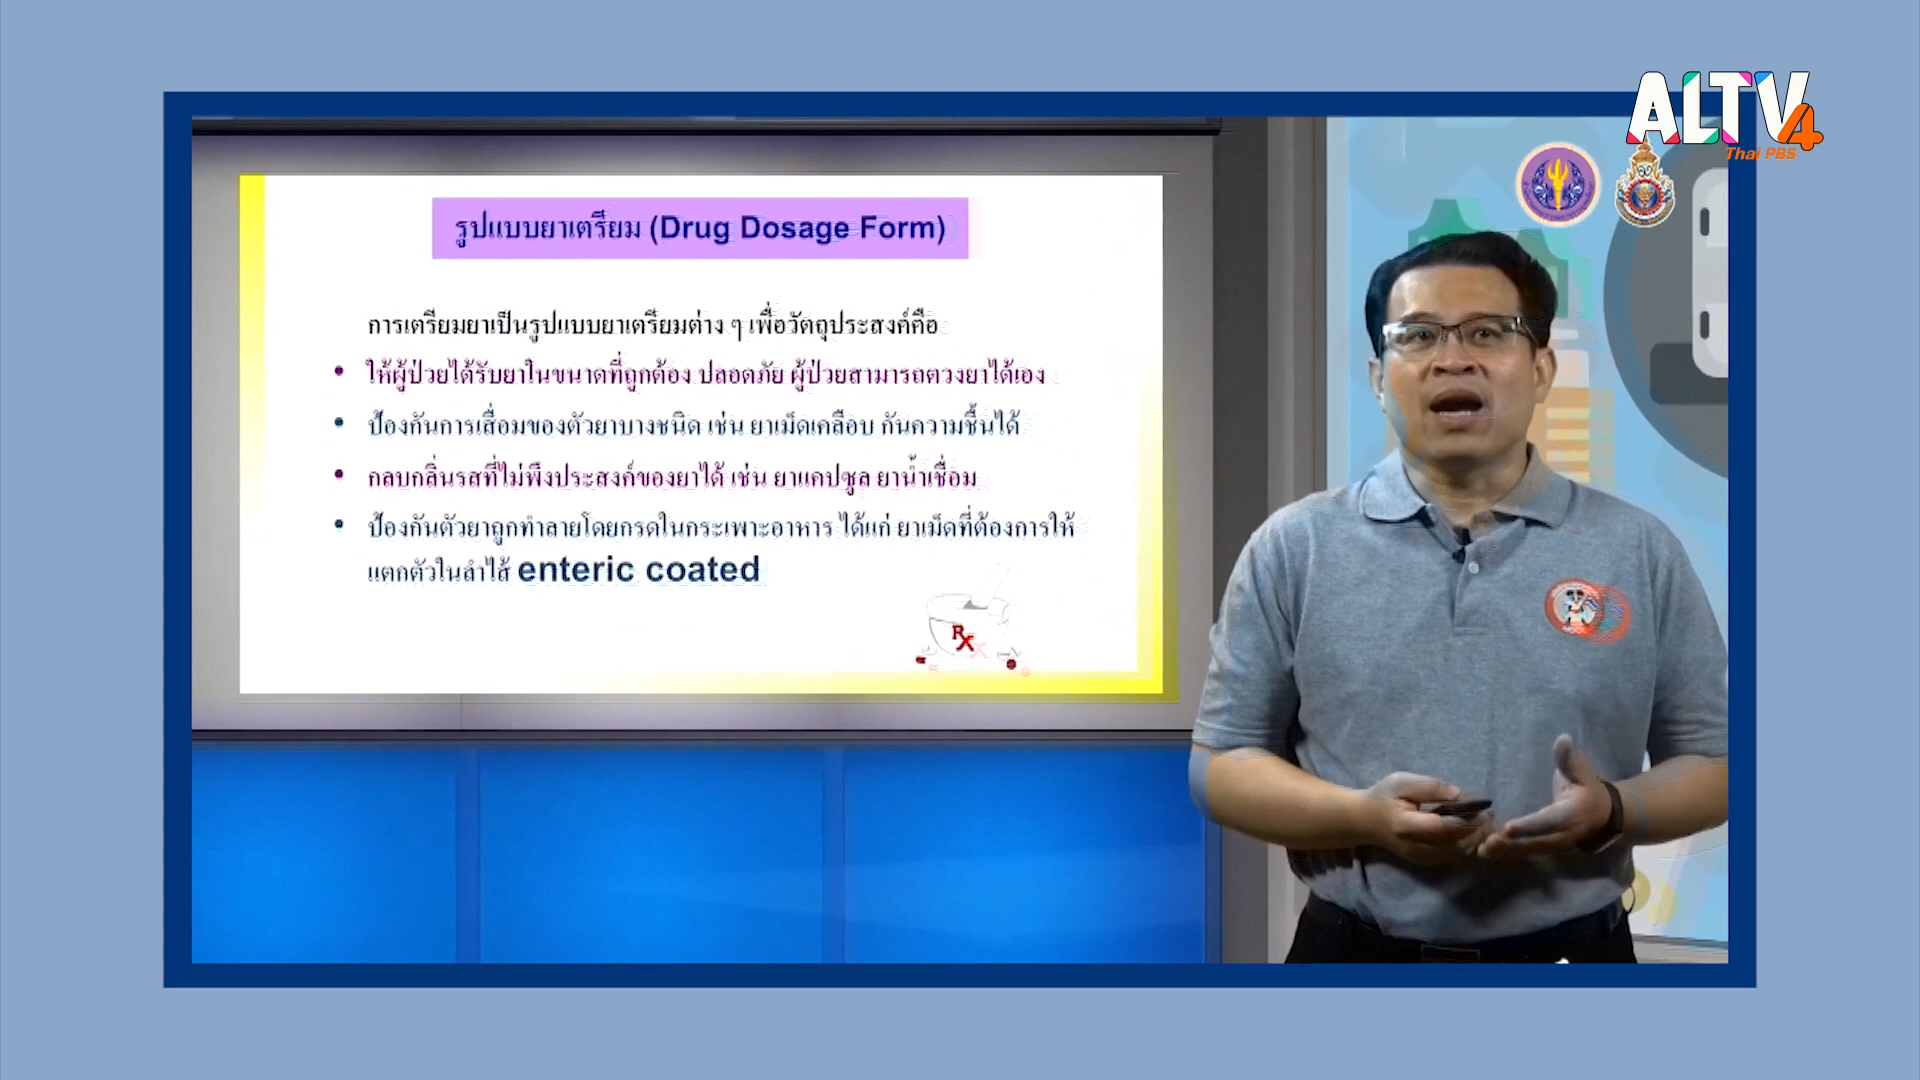 ALTV4
Thai PBS
รูปแบบยาเตรียม (Drug Dosage Form)
การเตรียมยาเป็นรูปแบบยาเตรียมต่าง ๆ เพื่อวัตถุประสงค์คือ
• ให้ผู้ป่วยได้รับยาในขนาดที่ถูกต้อง ปลอดภัย ผู้ป่วยสามารถตวงยาได้เอง
• ป้องกันการเสื่อมของตัวยาบางชนิด เช่น ยาเม็ดเคลือบ กันความชื้นได้
• กลบกลิ่นรสที่ไม่พึงประสงค์ของยาได้ เช่น ยาแคปซูล ยาน้ำเชื่อม
• ป้องกันตัวยาถูกทำลายโดยกรดในกระเพาะอาหาร ได้แก่ ยาเม็ดที่ต้องการให้
แตกตัวในลำไส้ enteric coated
Rx